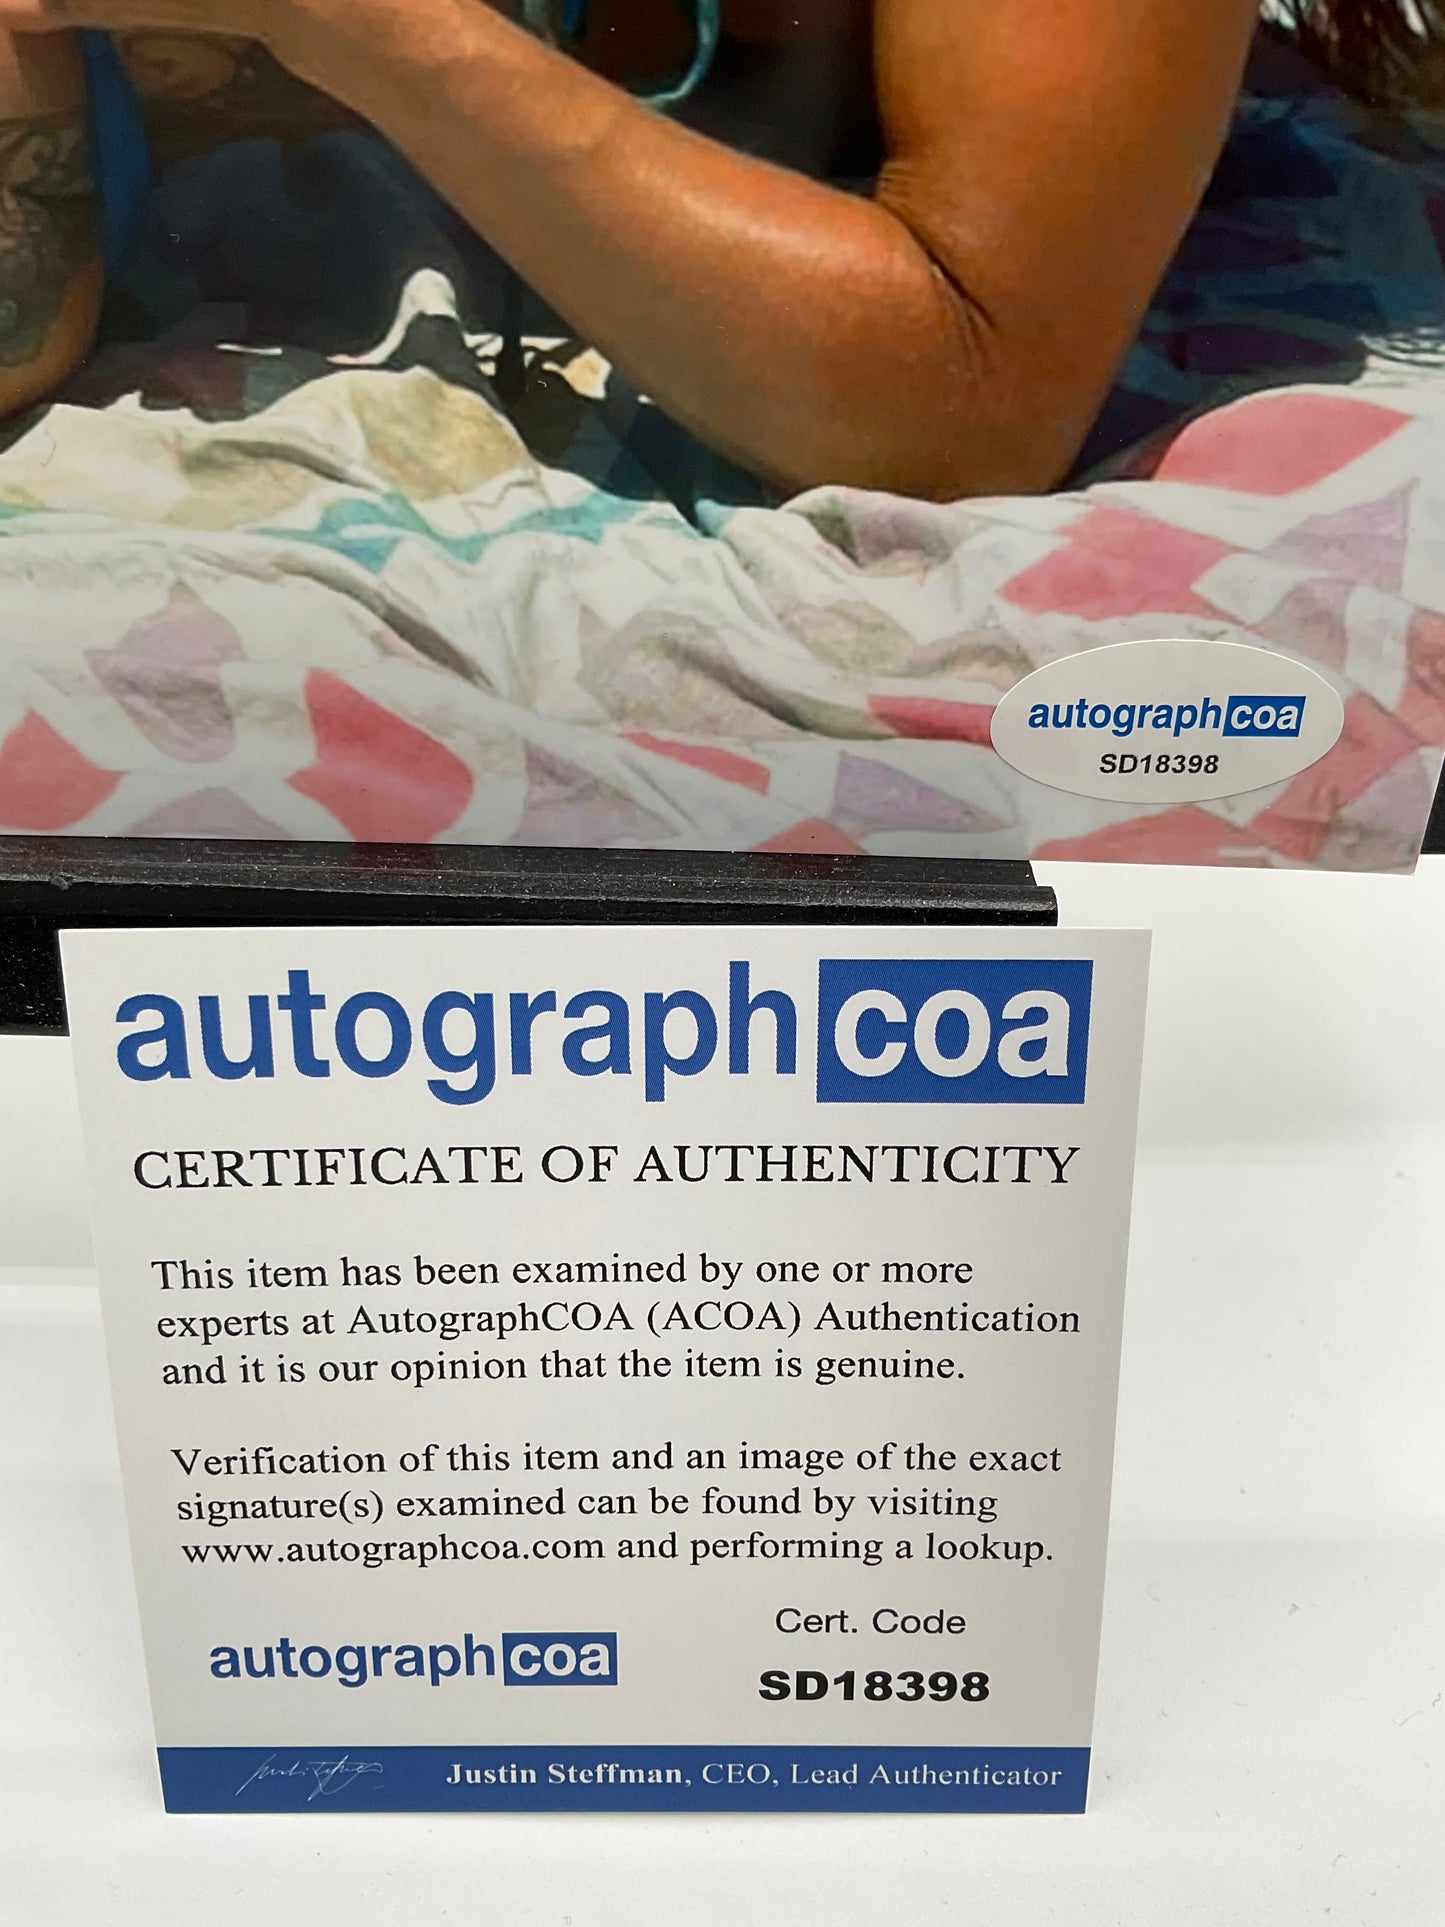 autographcoa
SD18398
autographcoa
CERTIFICATE OF AUTHENTICITY
This item has been examined by one or more
experts at AutographCOA (ACOA) Authentication
and it is our opinion that the item is genuine.
Verification of this item and an image of the exact
signature(s) examined can be found by visiting
www.autographcoa.com and performing a lookup.
Cert. Code
autographcoa
SD18398
Justin Steffman, CEO, Lead Authenticator